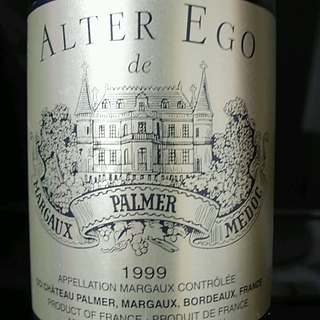 ALTER EGO
de
MARGAUX PALMER MEDOC
1999
APPELLATION MARGAUX CONTRÔLÉE
CHÂTEAU PALMER, MARGAUX, BORDEAUX, FRANCE
PRODUCT OF FRANCE - PRODUIT DE FRANCE